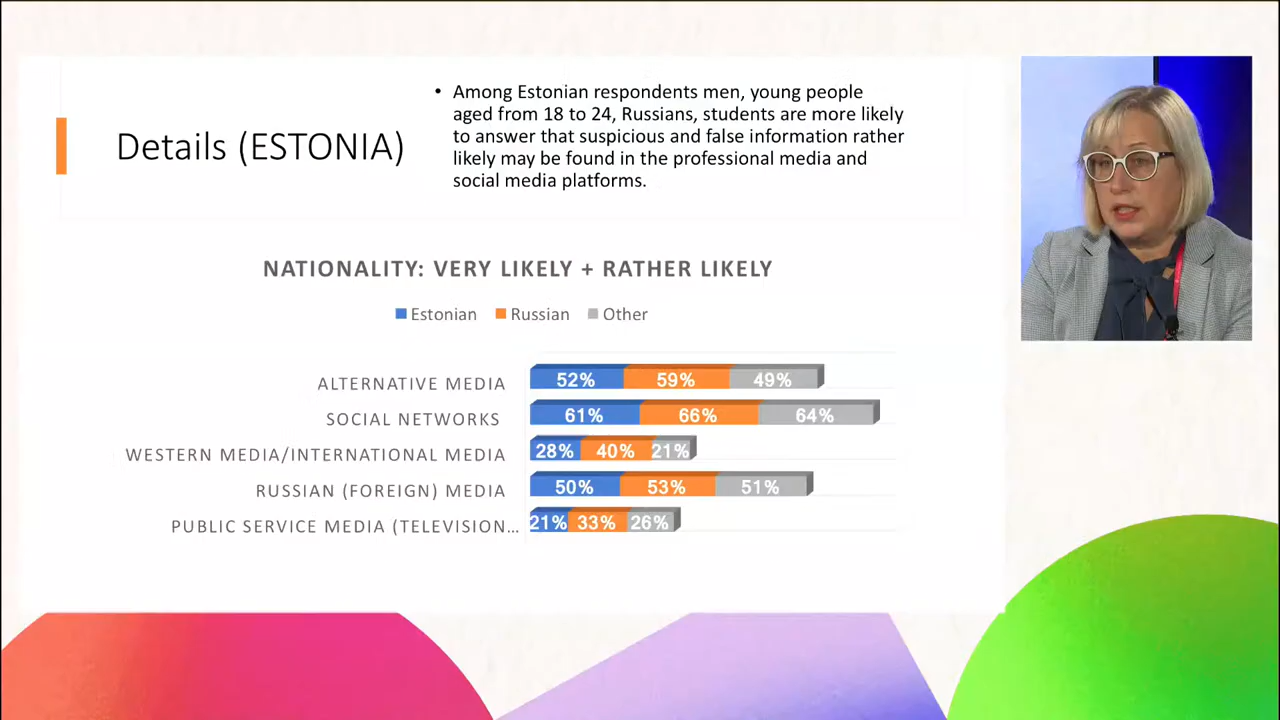 Details (ESTONIA)
• Among Estonian respondents men, young people
aged from 18 to 24, Russians, students are more likely
to answer that suspicious and false information rather
likely may be found in the professional media and
social media platforms.
NATIONALITY: VERY LIKELY + RATHER LIKELY
Estonian Russian Other
ALTERNATIVE MEDIA 52% 59% 49%
SOCIAL NETWORKS 61% 66% 64%
WESTERN MEDIA/INTERNATIONAL MEDIA 28% 40% 21%
RUSSIAN (FOREIGN) MEDIA 50% 53% 51%
PUBLIC SERVICE MEDIA (TELEVISION… 21% 33% 26%